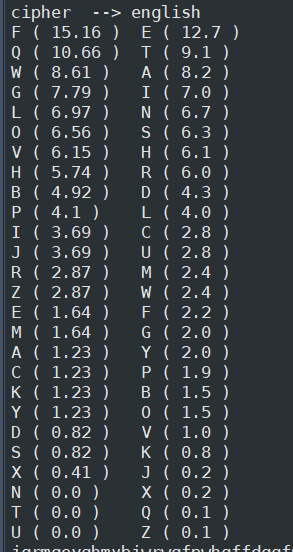 cipher  --> english
F ( 15.16 )  E ( 12.7 )
Q ( 10.66 )  T ( 9.1 )
W ( 8.61 )  A ( 8.2 )
G ( 7.79 )  I ( 7.0 )
L ( 6.97 )  N ( 6.7 )
O ( 6.56 )  S ( 6.3 )
V ( 6.15 )  H ( 6.1 )
H ( 5.74 )  R ( 6.0 )
B ( 4.92 )  D ( 4.3 )
P ( 4.1 )  L ( 4.0 )
I ( 3.69 )  C ( 2.8 )
J ( 3.69 )  U ( 2.8 )
R ( 2.87 )  M ( 2.4 )
Z ( 2.87 )  W ( 2.4 )
E ( 1.64 )  F ( 2.2 )
M ( 1.64 )  G ( 2.0 )
A ( 1.23 )  Y ( 2.0 )
C ( 1.23 )  P ( 1.9 )
K ( 1.23 )  B ( 1.5 )
Y ( 1.23 )  O ( 1.5 )
D ( 0.82 )  V ( 1.0 )
S ( 0.82 )  K ( 0.8 )
X ( 0.41 )  J ( 0.2 )
N ( 0.0 )  X ( 0.2 )
T ( 0.0 )  Q ( 0.1 )
U ( 0.0 )  Z ( 0.1 )